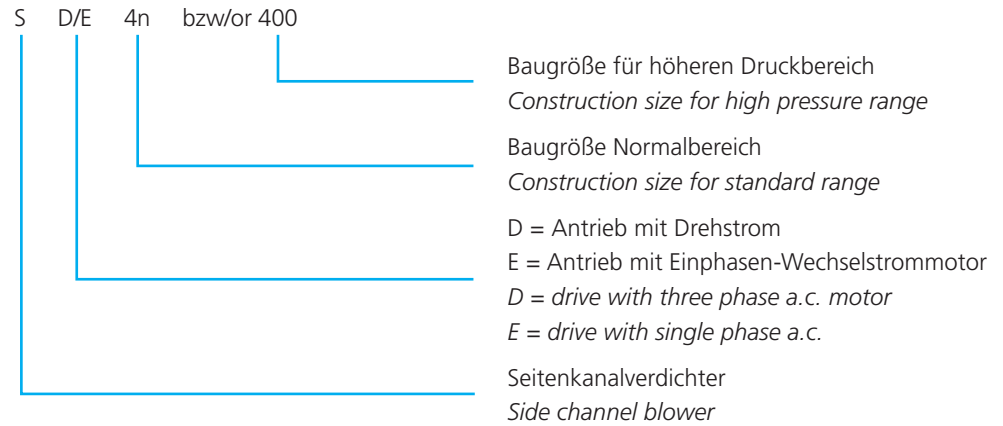 S D/E 4n bzw/or 400
Baugröße für höheren Druckbereich
Construction size for high pressure range
Baugröße Normalbereich
Construction size for standard range
D = Antrieb mit Drehstrom
E = Antrieb mit Einphasen-Wechselstrommotor
D = drive with three phase a.c. motor
E = drive with single phase a.c.
Seitenkanalverdichter
Side channel blower